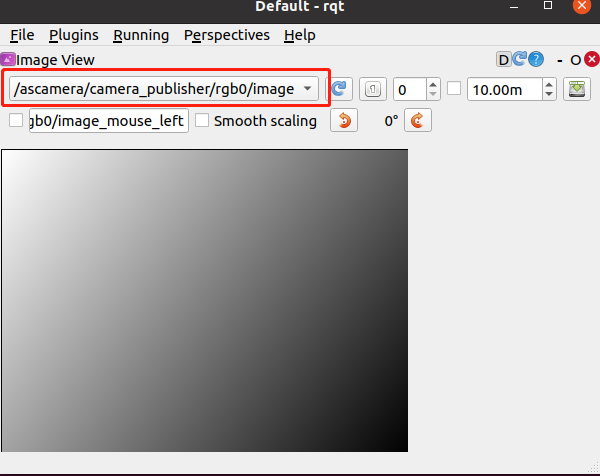 Default - rqt
File Plugins Running Perspectives Help
Image View D - O
/ascamera/camera_publisher/rgb0/image 0 10.00m
gb0/image_mouse_left Smooth scaling 0°